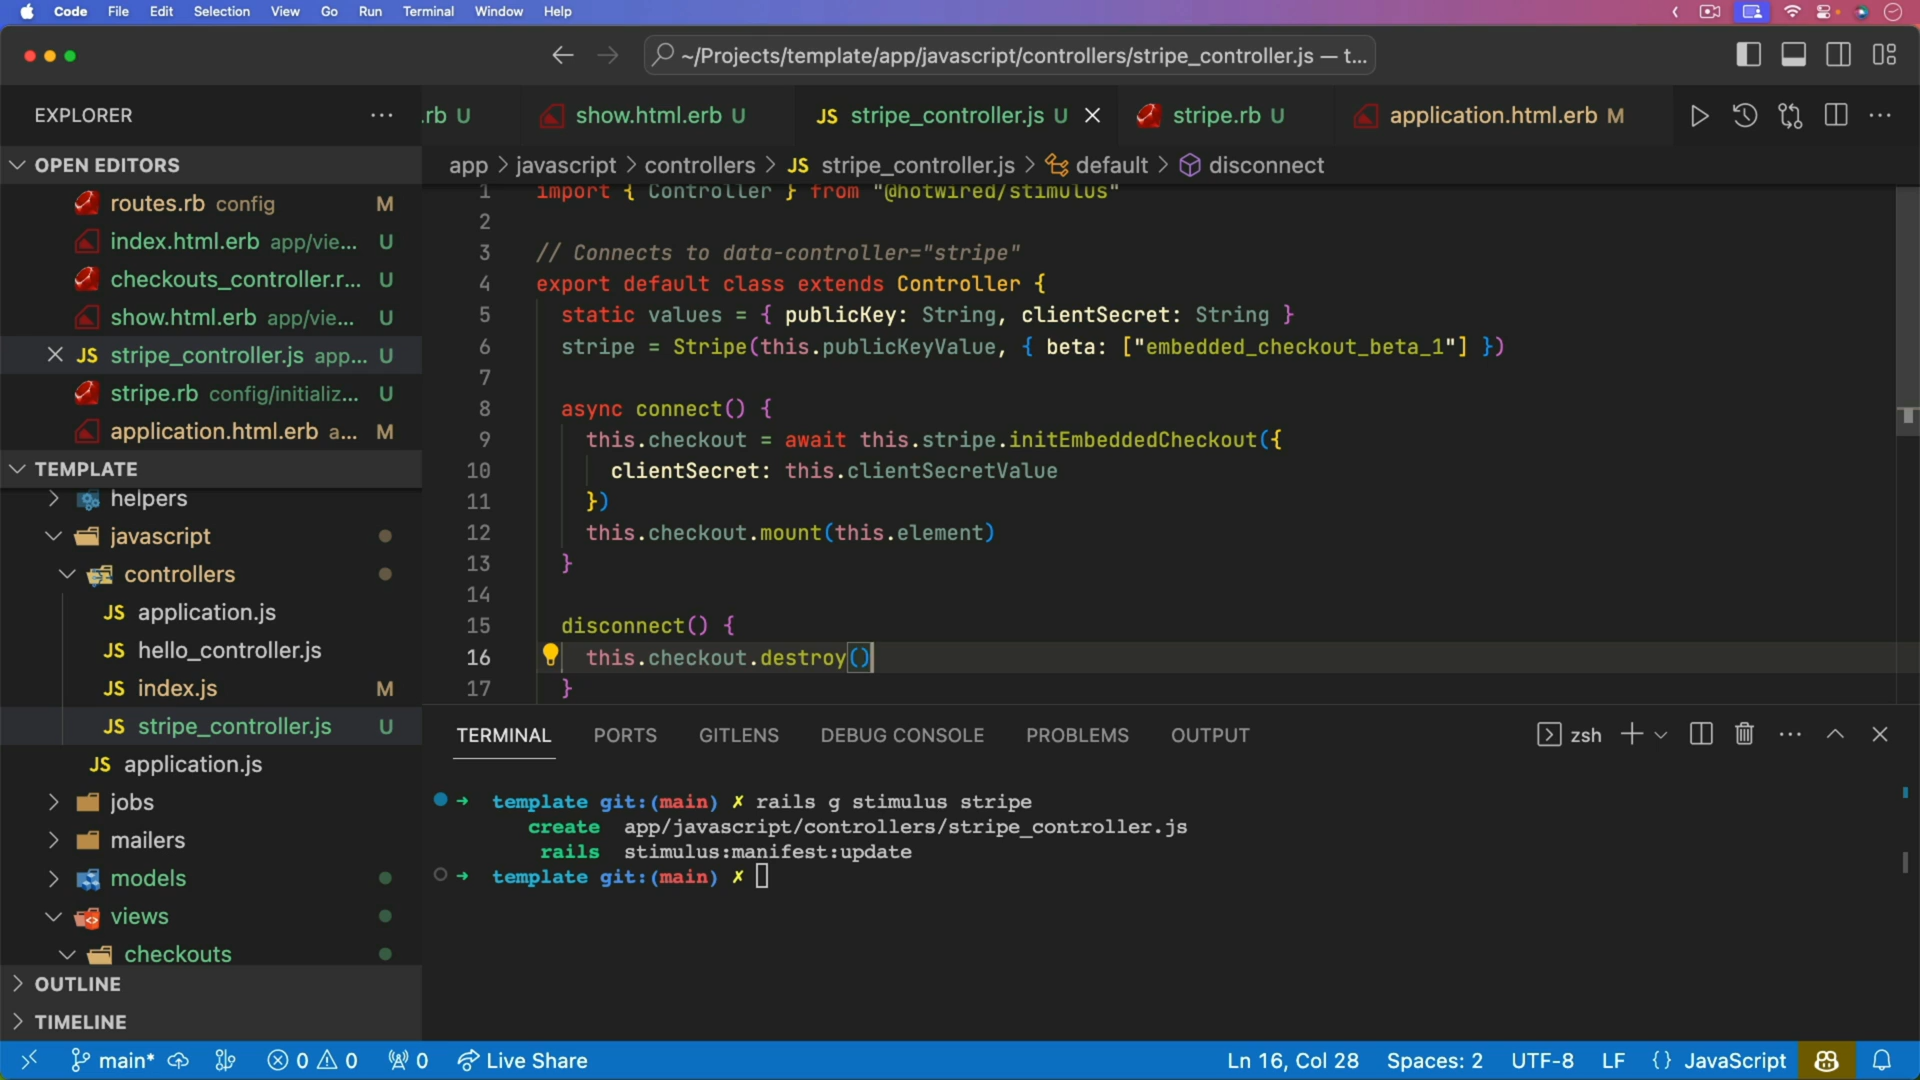 Code File Edit Selection View Go Run Terminal Window Help
~/Projects/template/app/javascript/controllers/stripe_controller.js — t...
EXPLORER
.rb U
show.html.erb U
JS stripe_controller.js U
stripe.rb U
application.html.erb M
OPEN EDITORS
app > javascript > controllers > JS stripe_controller.js > default > disconnect
routes.rb config M
index.html.erb app/vie... U
checkouts_controller.r... U
show.html.erb app/vie... U
JS stripe_controller.js app... U
stripe.rb config/initializ... U
application.html.erb a... M
TEMPLATE
helpers
javascript
controllers
JS application.js
JS hello_controller.js
JS index.js M
JS stripe_controller.js U
JS application.js
jobs
mailers
models
views
checkouts
OUTLINE
TIMELINE
1 import { Controller } from "@hotwired/stimulus"
2
3 // Connects to data-controller="stripe"
4 export default class extends Controller {
5 static values = { publicKey: String, clientSecret: String }
6 stripe = Stripe(this.publicKeyValue, { beta: ["embedded_checkout_beta_1"] })
7
8 async connect() {
9 this.checkout = await this.stripe.initEmbeddedCheckout({
10 clientSecret: this.clientSecretValue
11 })
12 this.checkout.mount(this.element)
13 }
14
15 disconnect() {
16 this.checkout.destroy()
17 }
TERMINAL PORTS GITLENS DEBUG CONSOLE PROBLEMS OUTPUT
zsh
➜ template git:(main) ✗ rails g stimulus stripe
create app/javascript/controllers/stripe_controller.js
rails stimulus:manifest:update
➜ template git:(main) ✗
main* 0 0 0 Live Share
Ln 16, Col 28 Spaces: 2 UTF-8 LF {} JavaScript